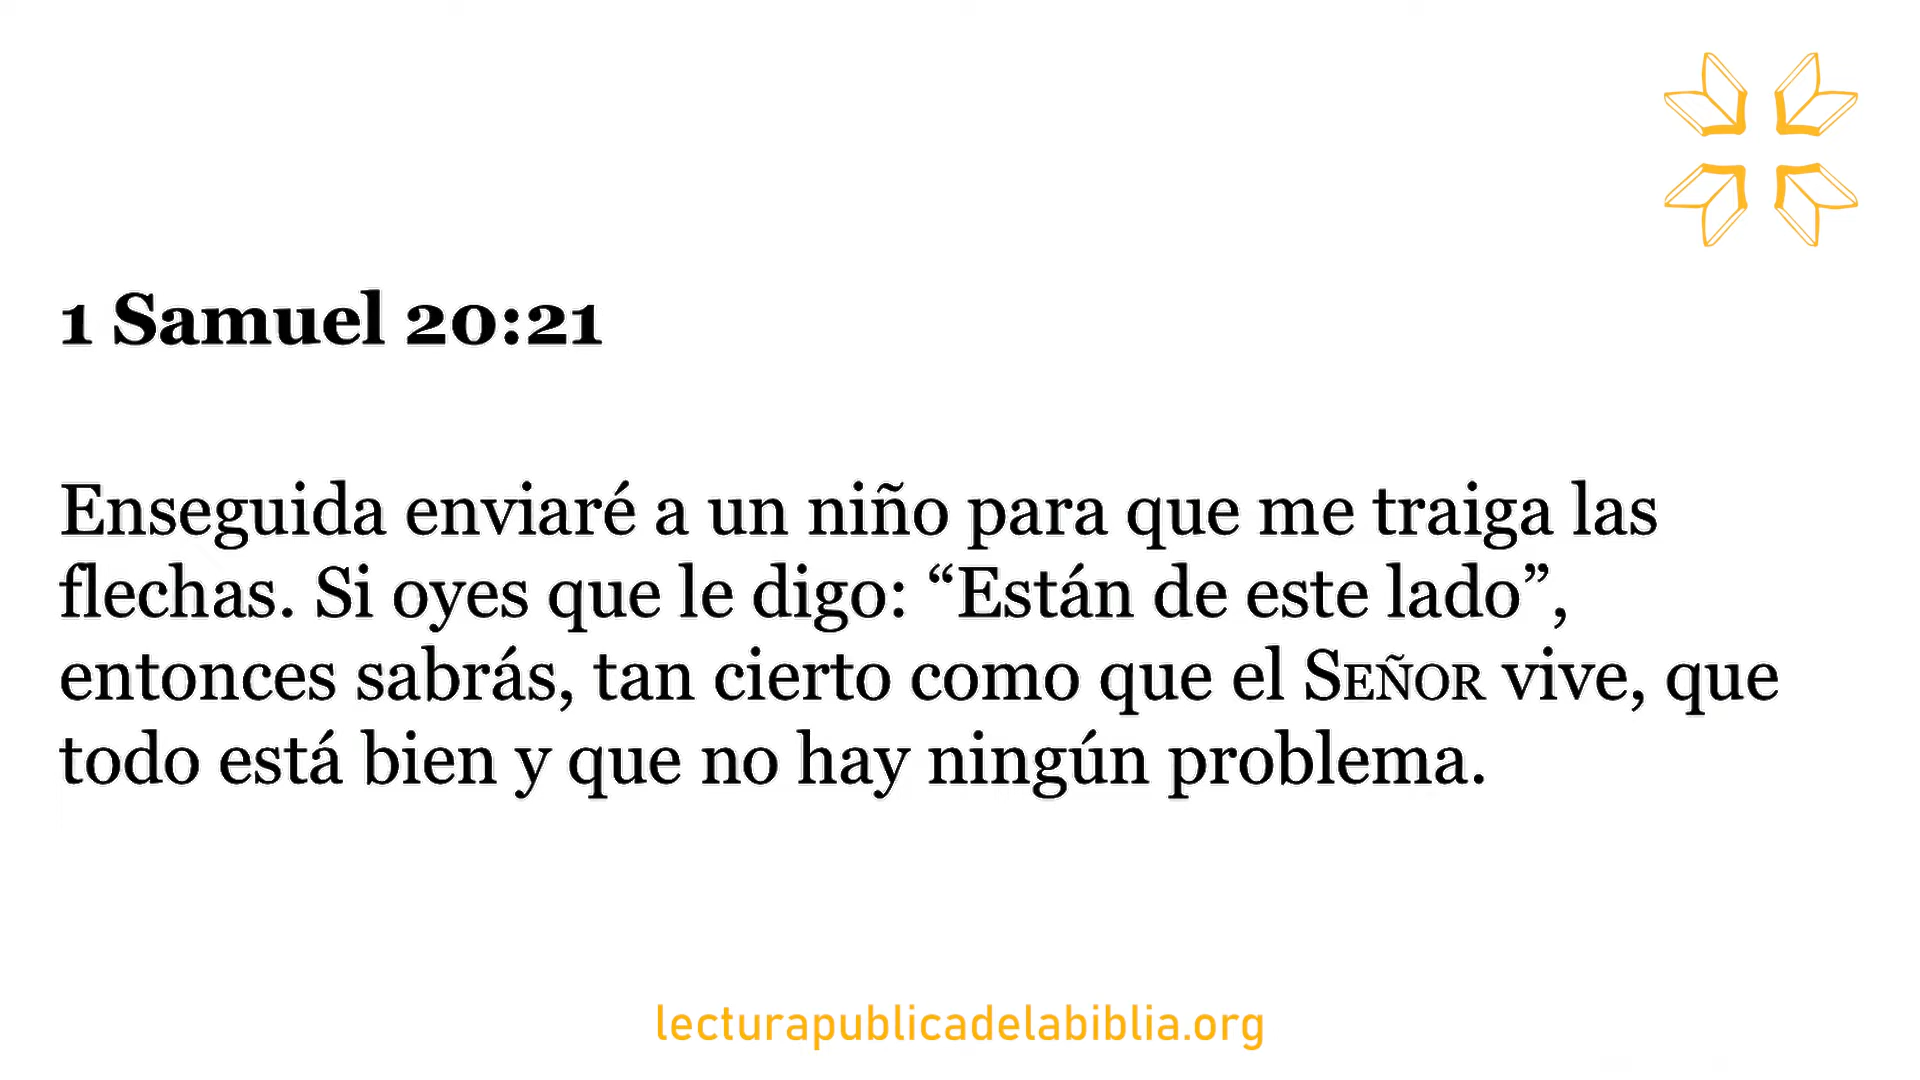 1 Samuel 20:21
Enseguida enviaré a un niño para que me traiga las
flechas. Si oyes que le digo: “Están de este lado”,
entonces sabrás, tan cierto como que el SEÑOR vive, que
todo está bien y que no hay ningún problema.
lecturapublicadelabiblia.org